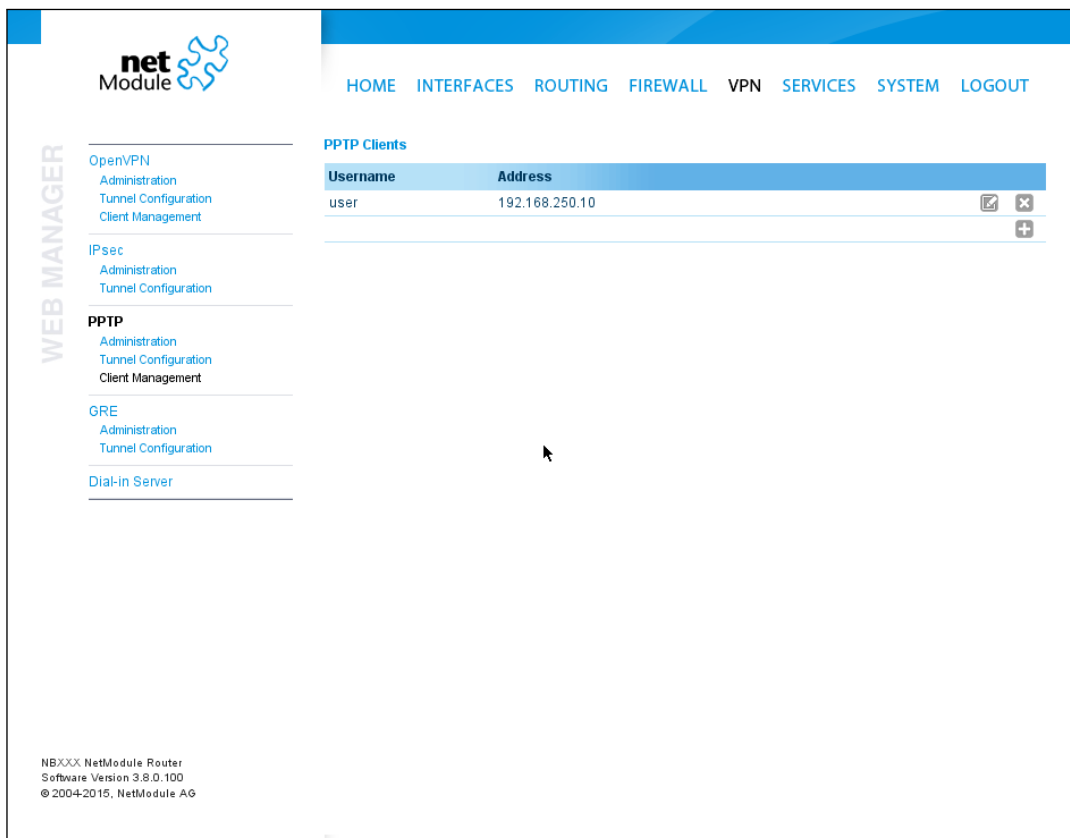 net
Module
HOME INTERFACES ROUTING FIREWALL VPN SERVICES SYSTEM LOGOUT
WEB MANAGER
OpenVPN
Administration
Tunnel Configuration
Client Management
IPsec
Administration
Tunnel Configuration
PPTP
Administration
Tunnel Configuration
Client Management
GRE
Administration
Tunnel Configuration
Dial-in Server
PPTP Clients
Username Address
user 192.168.250.10
NBXXX NetModule Router
Software Version 3.8.0.100
© 2004-2015, NetModule AG